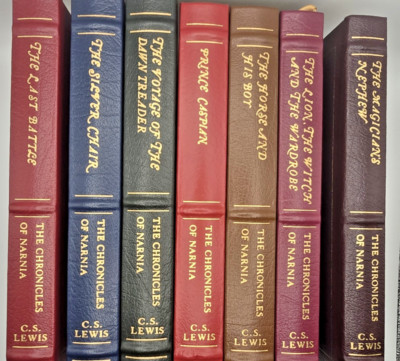 THE LAST BATTLE
THE CHRONICLES
OF NARNIA
C.S.
LEWIS
THE SILVER CHAIR
THE CHRONICLES
OF NARNIA
C.S.
LEWIS
THE VOYAGE OF THE
DAWN TREADER
THE CHRONICLES
OF NARNIA
C.S.
LEWIS
PRINCE CASPIAN
THE CHRONICLES
OF NARNIA
C.S.
LEWIS
THE HORSE AND
HIS BOY
THE CHRONICLES
OF NARNIA
C.S.
LEWIS
THE LION, THE WITCH
AND THE WARDROBE
THE CHRONICLES
OF NARNIA
C.S.
LEWIS
THE MAGICIAN'S
NEPHEW
THE CHRONICLES
OF NARNIA
C.S.
LEWIS